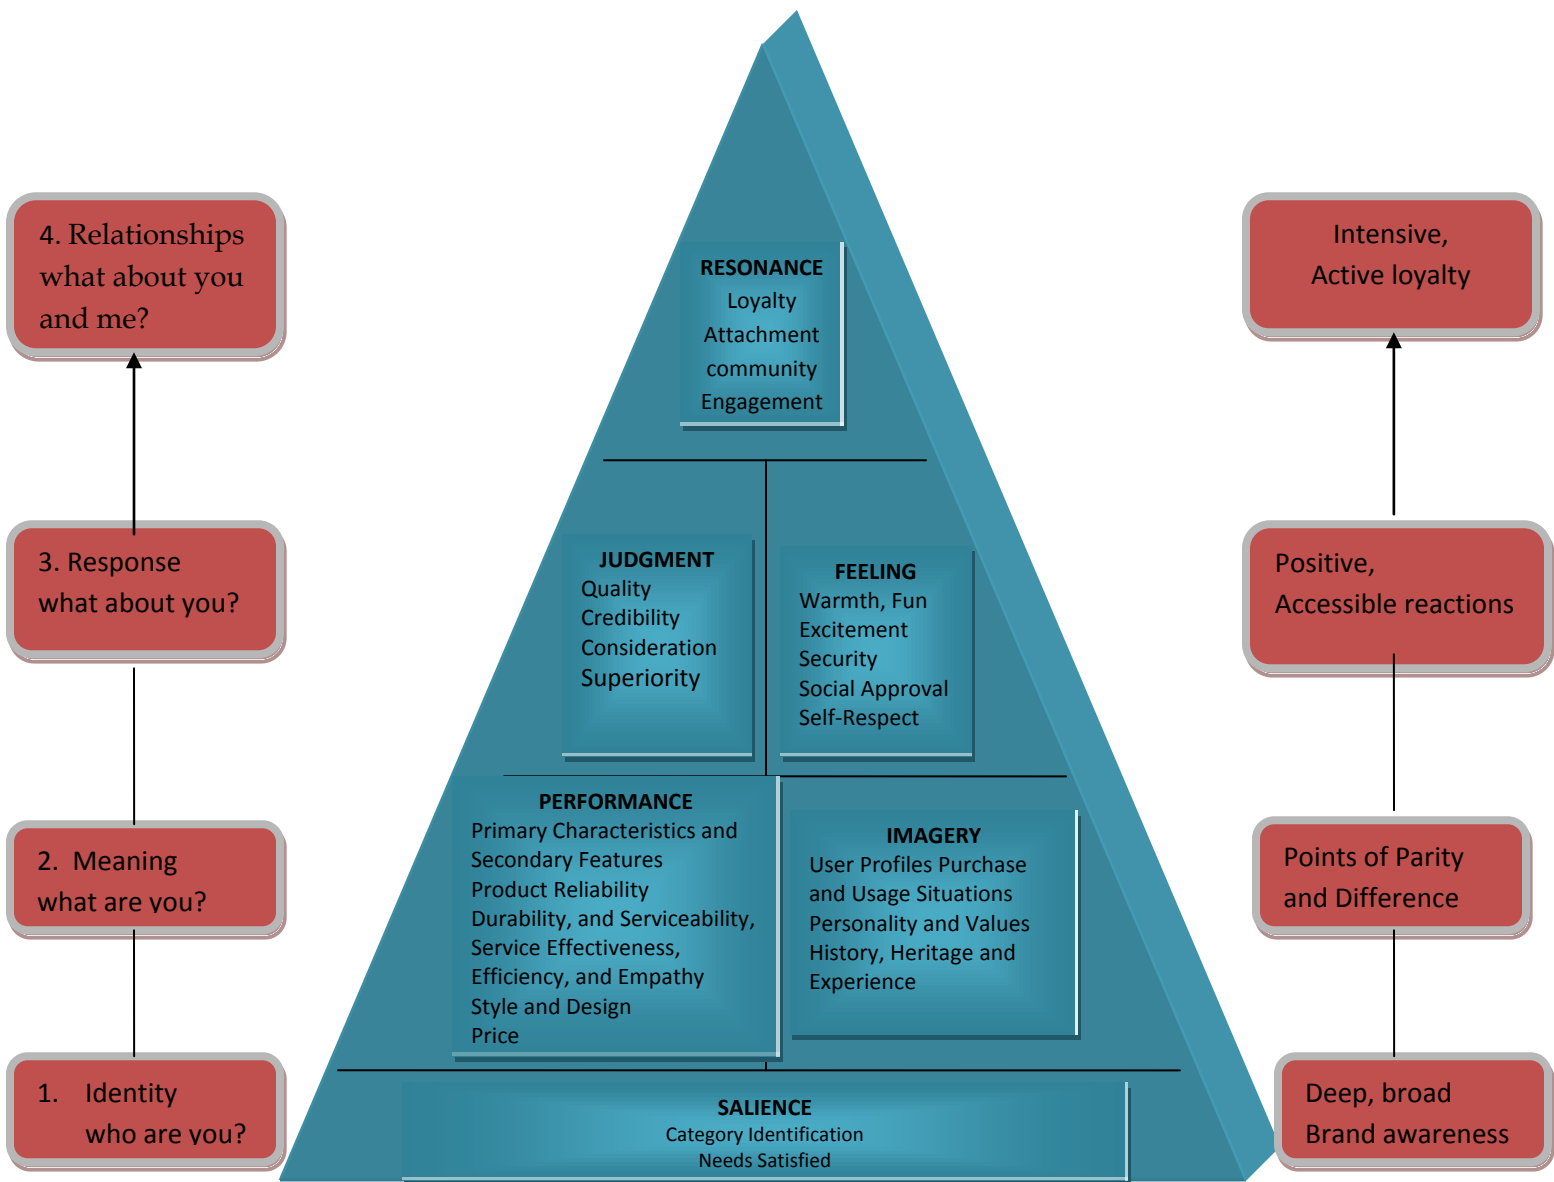 4. Relationships
what about you
and me?
3. Response
what about you?
2. Meaning
what are you?
1. Identity
who are you?
RESONANCE
Loyalty
Attachment
community
Engagement
JUDGMENT
Quality
Credibility
Consideration
Superiority
FEELING
Warmth, Fun
Excitement
Security
Social Approval
Self-Respect
PERFORMANCE
Primary Characteristics and
Secondary Features
Product Reliability
Durability, and Serviceability,
Service Effectiveness,
Efficiency, and Empathy
Style and Design
Price
IMAGERY
User Profiles Purchase
and Usage Situations
Personality and Values
History, Heritage and
Experience
SALIENCE
Category Identification
Needs Satisfied
Intensive,
Active loyalty
Positive,
Accessible reactions
Points of Parity
and Difference
Deep, broad
Brand awareness